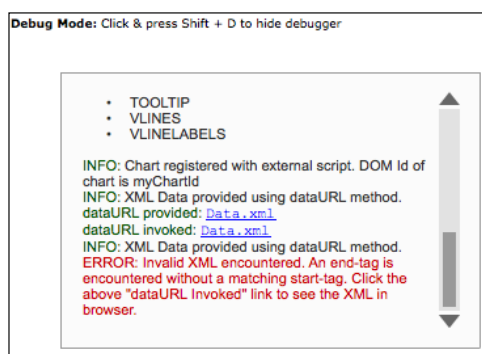 Debug Mode: Click & press Shift + D to hide debugger
• TOOLTIP
• VLINES
• VLINELABELS
INFO: Chart registered with external script. DOM Id of
chart is myChartId
INFO: XML Data provided using dataURL method.
dataURL provided: Data.xml
dataURL invoked: Data.xml
INFO: XML Data provided using dataURL method.
ERROR: Invalid XML encountered. An end-tag is
encountered without a matching start-tag. Click the
above "dataURL Invoked" link to see the XML in
browser.